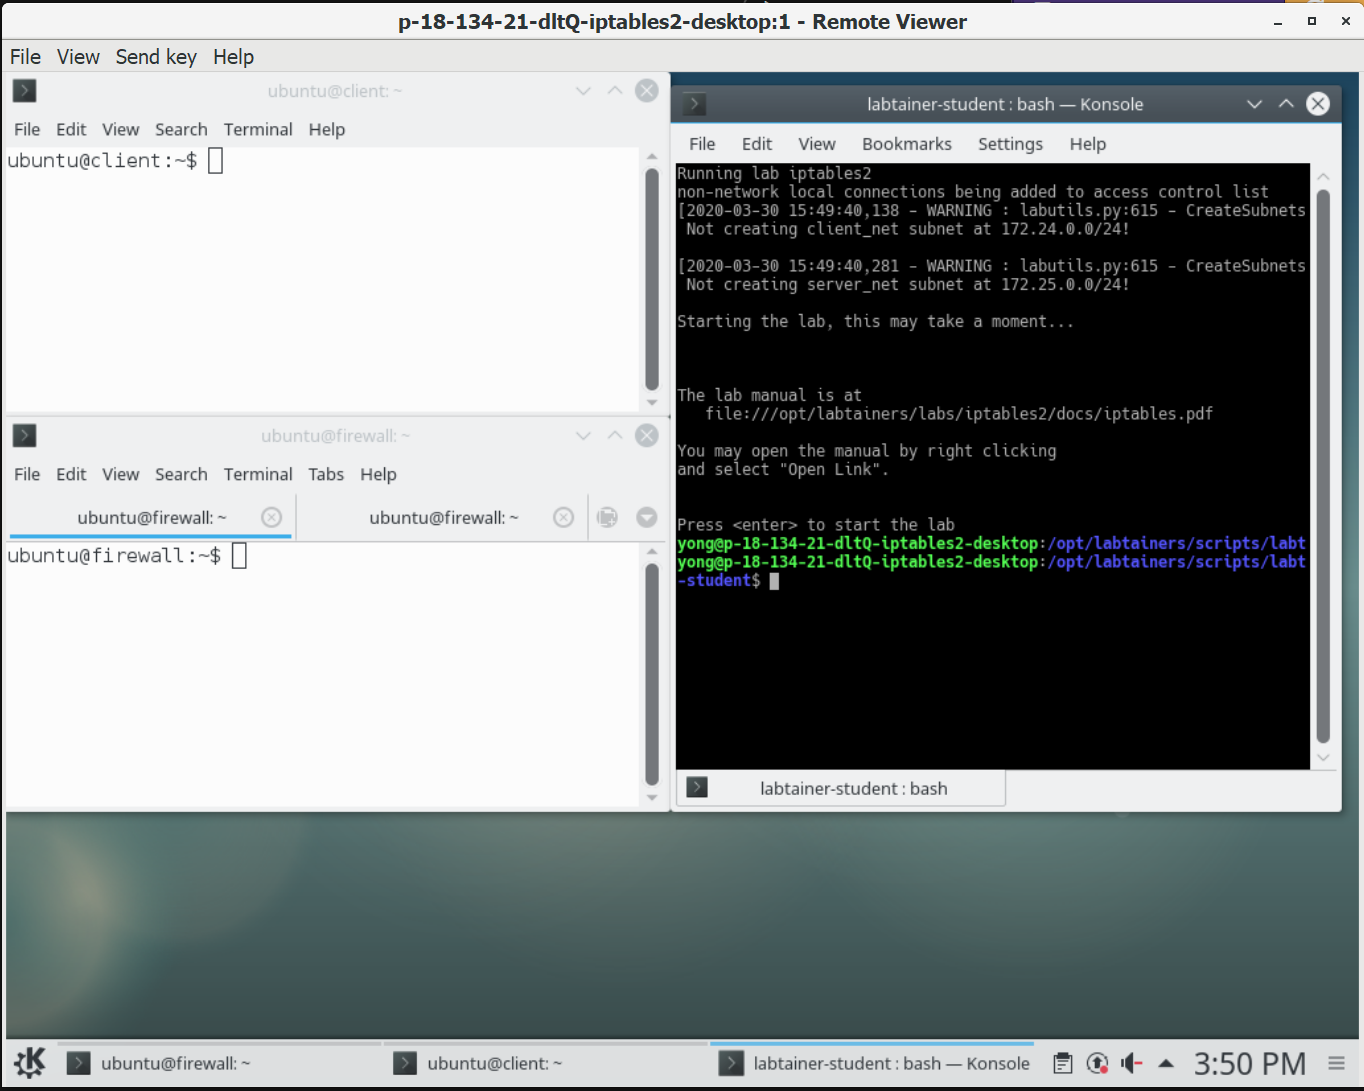 p-18-134-21-dltQ-iptables2-desktop:1 - Remote Viewer
File View Send key Help
ubuntu@client: ~
File Edit View Search Terminal Help
ubuntu@client:~$
ubuntu@firewall: ~
File Edit View Search Terminal Tabs Help
ubuntu@firewall: ~ ubuntu@firewall: ~
ubuntu@firewall:~$
labtainer-student : bash — Konsole
File Edit View Bookmarks Settings Help
Running lab iptables2
non-network local connections being added to access control list
[2020-03-30 15:49:40,138 - WARNING : labutils.py:615 - CreateSubnets
Not creating client_net subnet at 172.24.0.0/24!
[2020-03-30 15:49:40,281 - WARNING : labutils.py:615 - CreateSubnets
Not creating server_net subnet at 172.25.0.0/24!
Starting the lab, this may take a moment...
The lab manual is at
file:///opt/labtainers/labs/iptables2/docs/iptables.pdf
You may open the manual by right clicking
and select "Open Link".
Press <enter> to start the lab
yong@p-18-134-21-dltQ-iptables2-desktop:/opt/labtainers/scripts/labt
yong@p-18-134-21-dltQ-iptables2-desktop:/opt/labtainers/scripts/labt
-student$
labtainer-student : bash
ubuntu@firewall: ~ ubuntu@client: ~ labtainer-student : bash — Konsole 3:50 PM